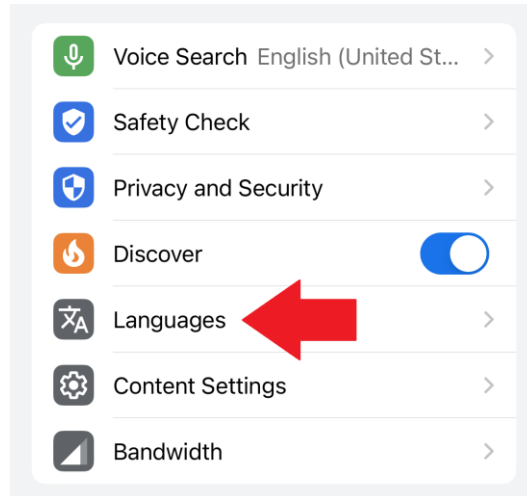 Voice Search English (United St...
Safety Check
Privacy and Security
Discover
Languages
Content Settings
Bandwidth